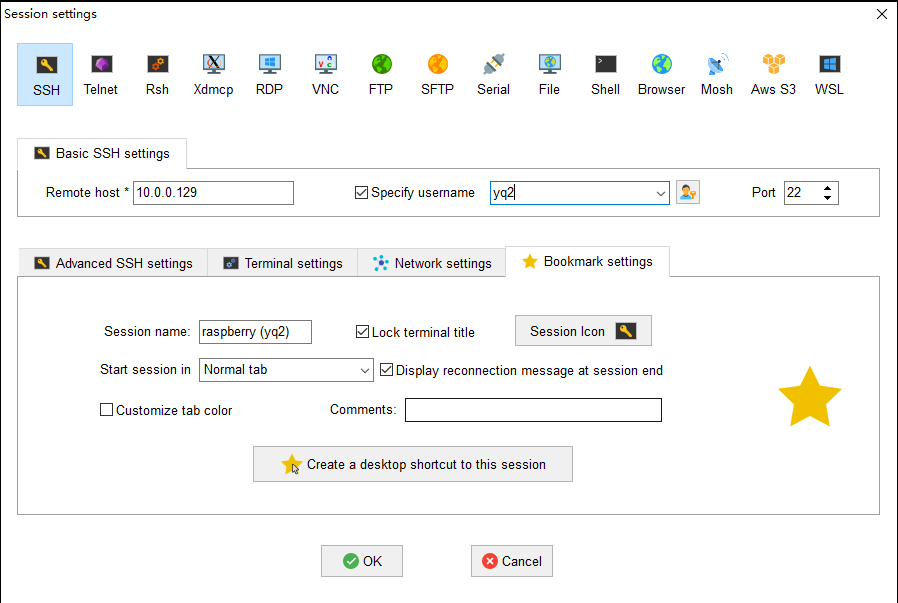 Session settings
SSH Telnet Rsh Xdmcp RDP VNC FTP SFTP Serial File Shell Browser Mosh Aws S3 WSL
Basic SSH settings
Remote host * 10.0.0.129 Specify username yq2 Port 22
Advanced SSH settings Terminal settings Network settings Bookmark settings
Session name: raspberry (yq2) Lock terminal title Session Icon
Start session in Normal tab Display reconnection message at session end
Customize tab color Comments:
Create a desktop shortcut to this session
OK Cancel